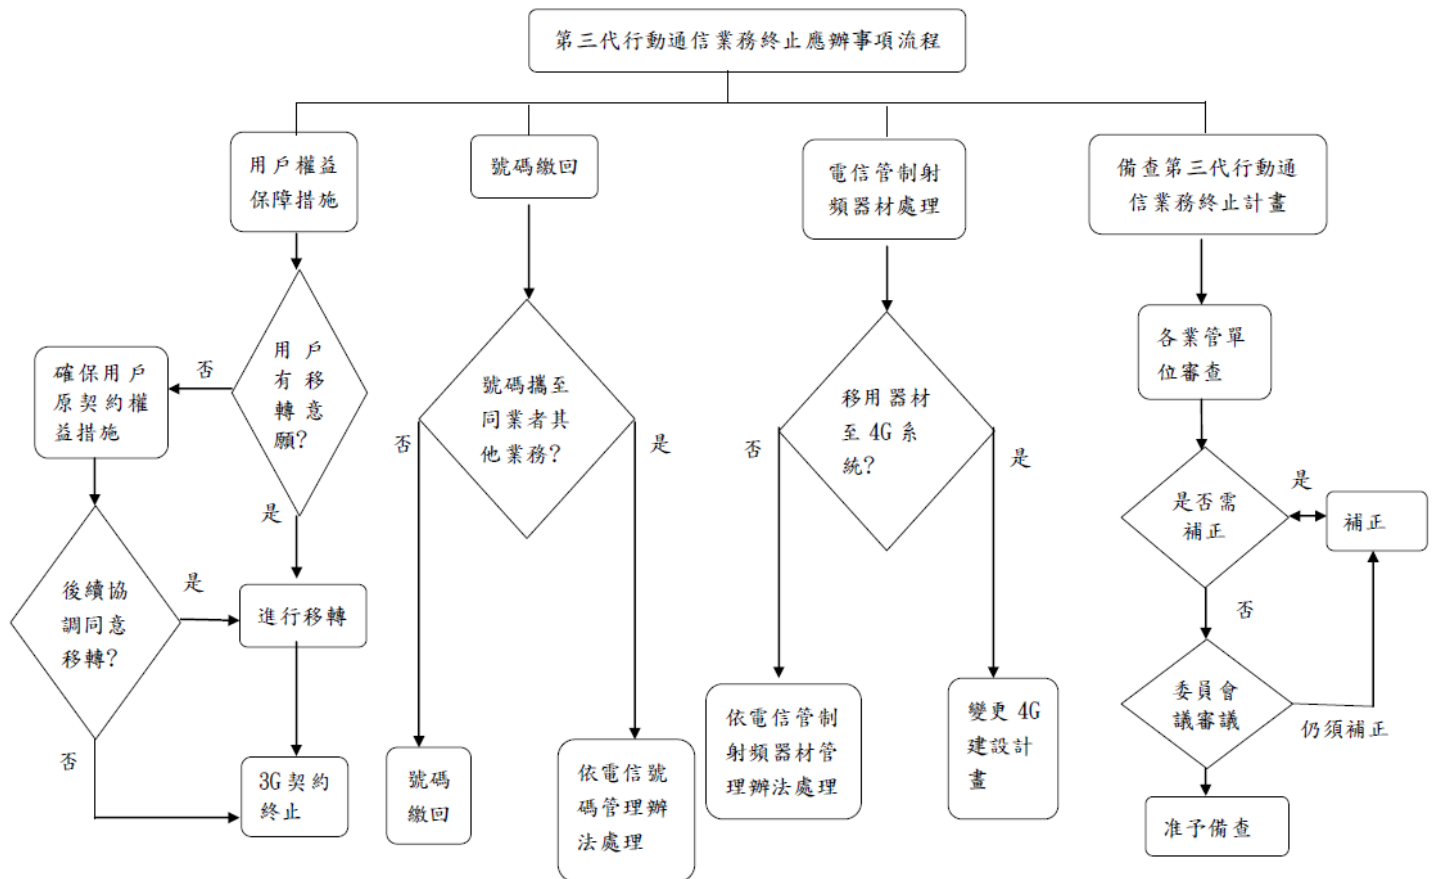 第三代行動通信業務終止應辦事項流程
用戶權益
保障措施
號碼繳回
電信管制射
頻器材處理
備查第三代行動通
信業務終止計畫
用戶
有移
轉意
願?
否
是
確保用戶
原契約權
益措施
後續協
調同意
移轉?
是
否
進行移轉
3G契約
終止
號碼攜至
同業者其
他業務?
否
是
號碼
繳回
依電信號
碼管理辦
法處理
移用器材
至 4G 系
統?
否
是
依電信管制
射頻器材管
理辦法處理
變更 4G
建設計
畫
各業管單
位審查
是否需
補正
是
補正
否
委員會
議審議
仍須補正
准予備查